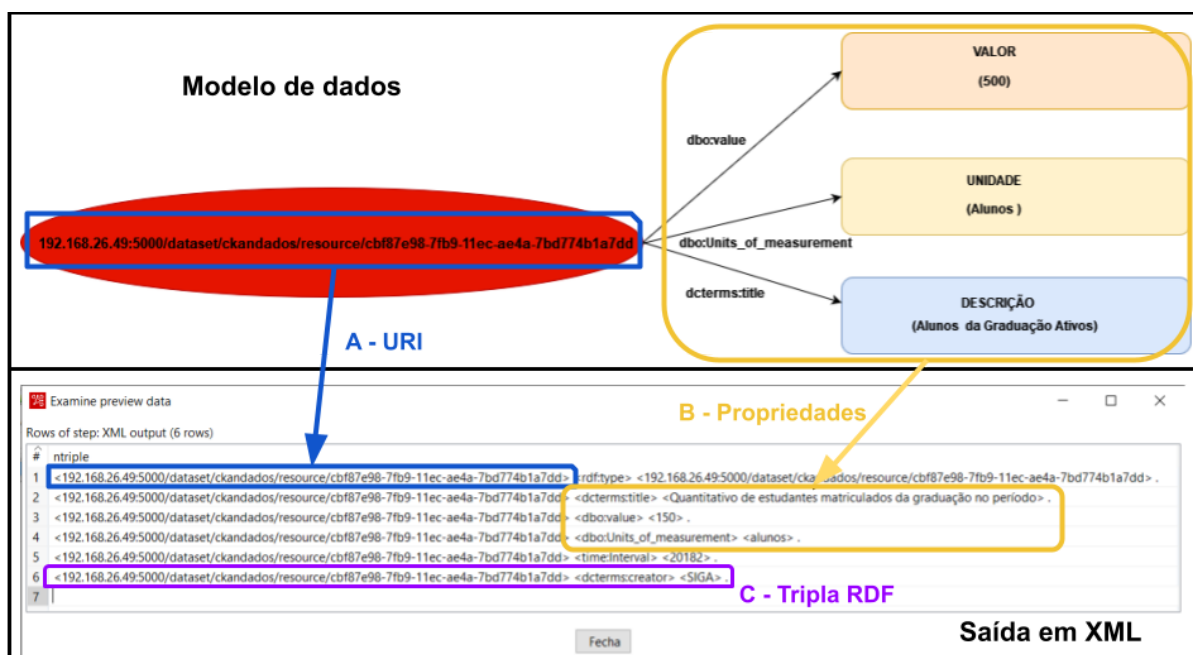 Modelo de dados
VALOR
(500)
dbo:value
UNIDADE
(Alunos )
192.168.26.49:5000/dataset/ckandados/resource/cbf87e98-7fb9-11ec-ae4a-7bd774b1a7dd
dbo:Units_of_measurement
dcterms:title
DESCRIÇÃO
(Alunos da Graduação Ativos)
A - URI
Examine preview data
B - Propriedades
Rows of step: XML output (6 rows)
# ntriple
1 <192.168.26.49:5000/dataset/ckandados/resource/cbf87e98-7fb9-11ec-ae4a-7bd774b1a7dd> <rdf:type> <192.168.26.49:5000/dataset/ckandados/resource/cbf87e98-7fb9-11ec-ae4a-7bd774b1a7dd> .
2 <192.168.26.49:5000/dataset/ckandados/resource/cbf87e98-7fb9-11ec-ae4a-7bd774b1a7dd> <dcterms:title> <Quantitativo de estudantes matriculados da graduação no período> .
3 <192.168.26.49:5000/dataset/ckandados/resource/cbf87e98-7fb9-11ec-ae4a-7bd774b1a7dd> <dbo:value> <150> .
4 <192.168.26.49:5000/dataset/ckandados/resource/cbf87e98-7fb9-11ec-ae4a-7bd774b1a7dd> <dbo:Units_of_measurement> <alunos> .
5 <192.168.26.49:5000/dataset/ckandados/resource/cbf87e98-7fb9-11ec-ae4a-7bd774b1a7dd> <time:Interval> <20182> .
6 <192.168.26.49:5000/dataset/ckandados/resource/cbf87e98-7fb9-11ec-ae4a-7bd774b1a7dd> <dcterms:creator> <SIGA> .
7
C - Tripla RDF
Saída em XML
Fecha